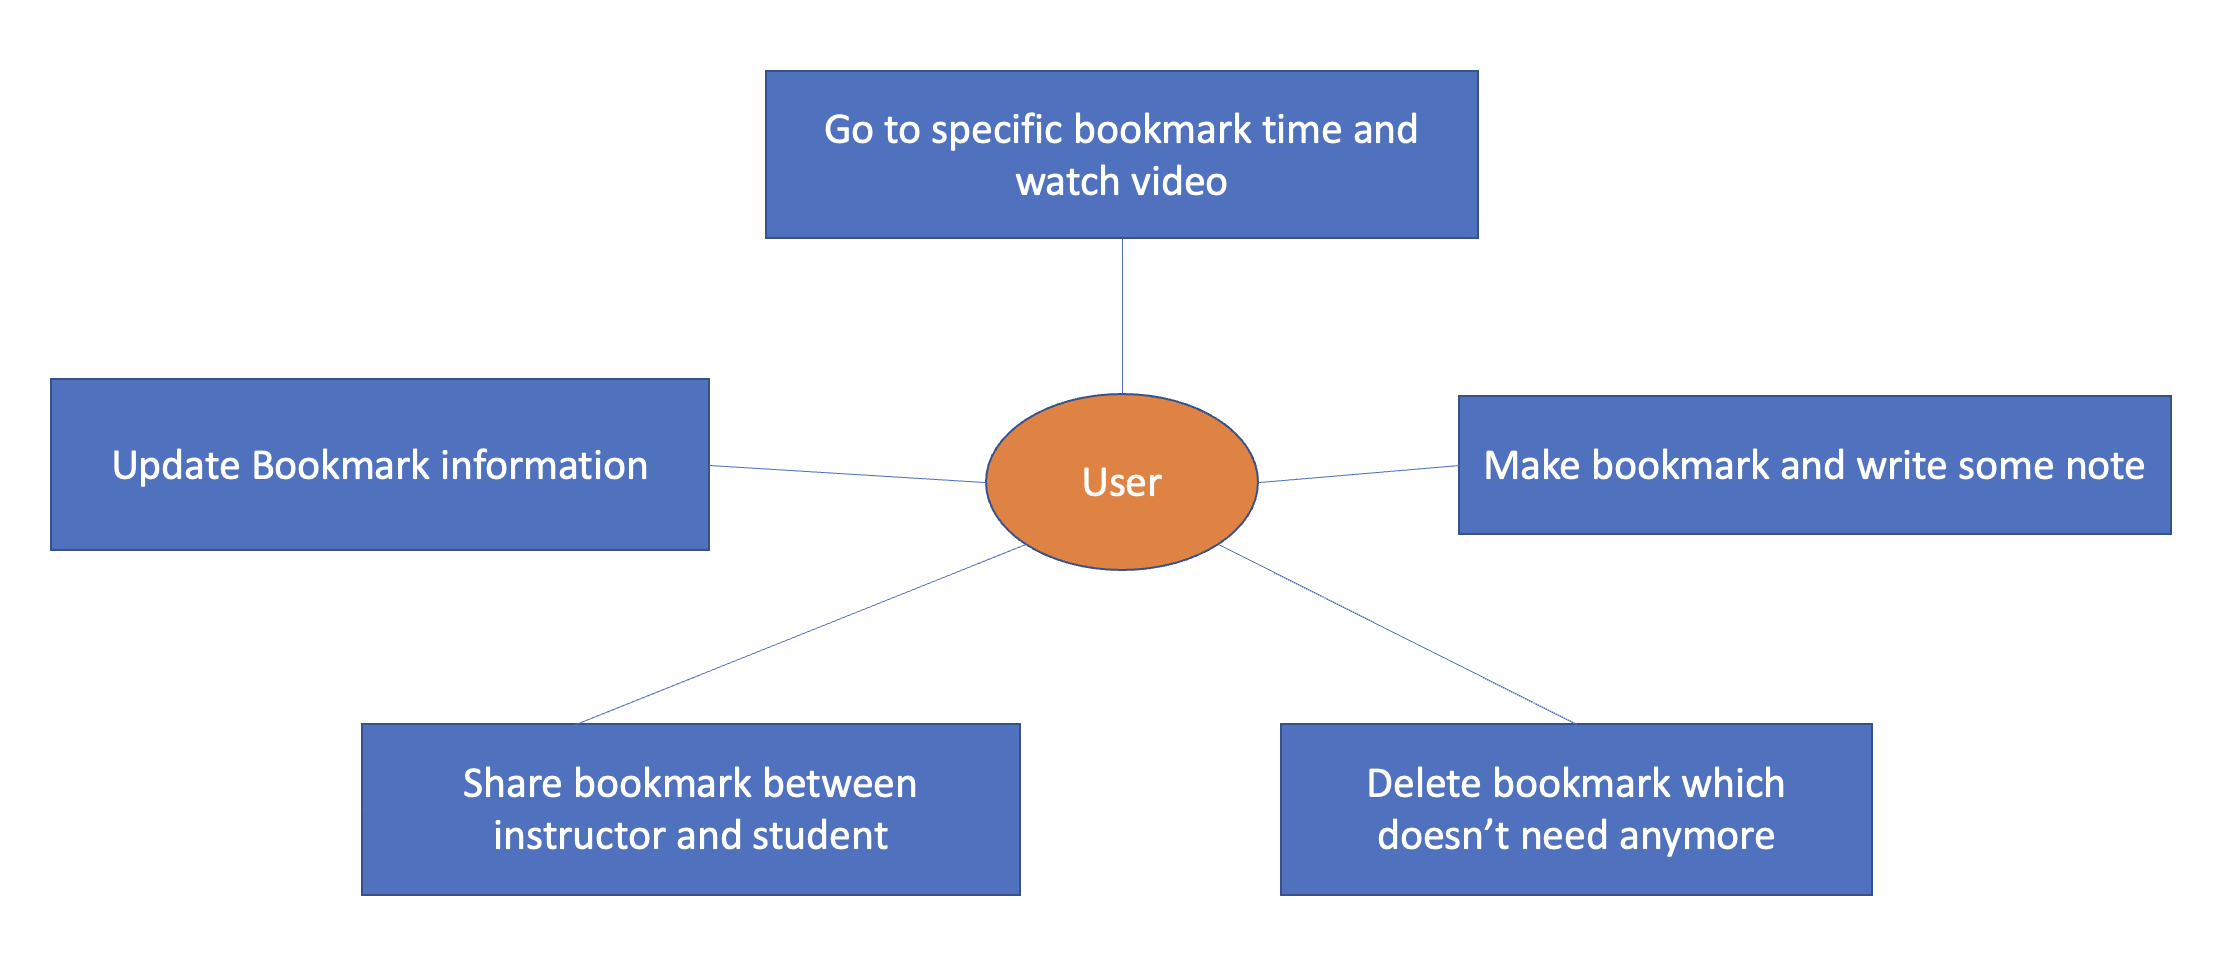 Go to specific bookmark time and
watch video
Update Bookmark information
User
Make bookmark and write some note
Share bookmark between
instructor and student
Delete bookmark which
doesn’t need anymore